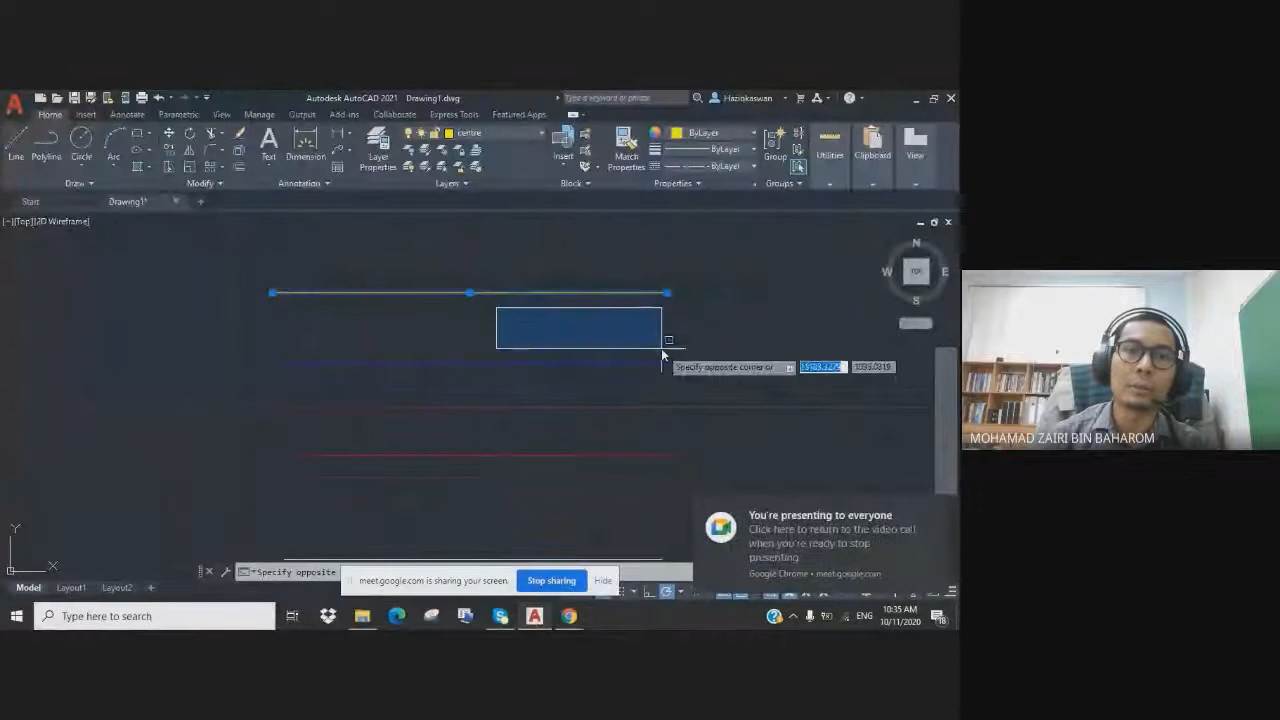 Autodesk AutoCAD 2021 Drawing1.dwg
Type a keyword or phrase
Haziqkaswan
Home Insert Annotate Parametric View Manage Output Add-ins Collaborate Express Tools Featured Apps
centre
ByLayer
ByLayer
ByLayer
Line Polyline Circle Arc Text Dimension Layer Properties Insert Match Properties Group Utilities Clipboard View
Draw Modify Annotation Layers Block Properties Groups
Start Drawing1*
[−][Top][2D Wireframe]
N
W TOP E
S
Specify opposite corner or
MOHAMAD ZAIRI BIN BAHAROM
You're presenting to everyone
Click here to return to the video call
when you're ready to stop
presenting
Google Chrome • meet.google.com
Y
X
Specify opposite
meet.google.com is sharing your screen. Stop sharing Hide
Model Layout1 Layout2
Type here to search
ENG
10:35 AM
10/11/2020
18